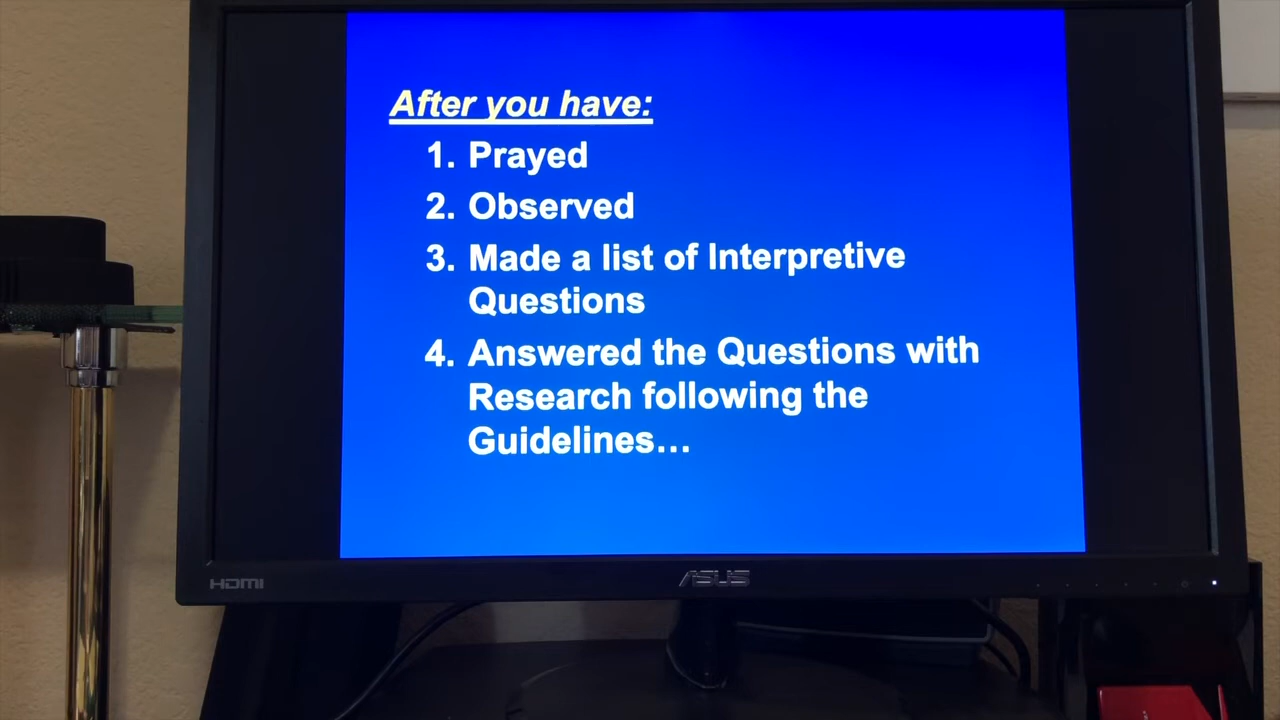 After you have:
1. Prayed
2. Observed
3. Made a list of Interpretive
Questions
4. Answered the Questions with
Research following the
Guidelines...
HDMI
ASUS